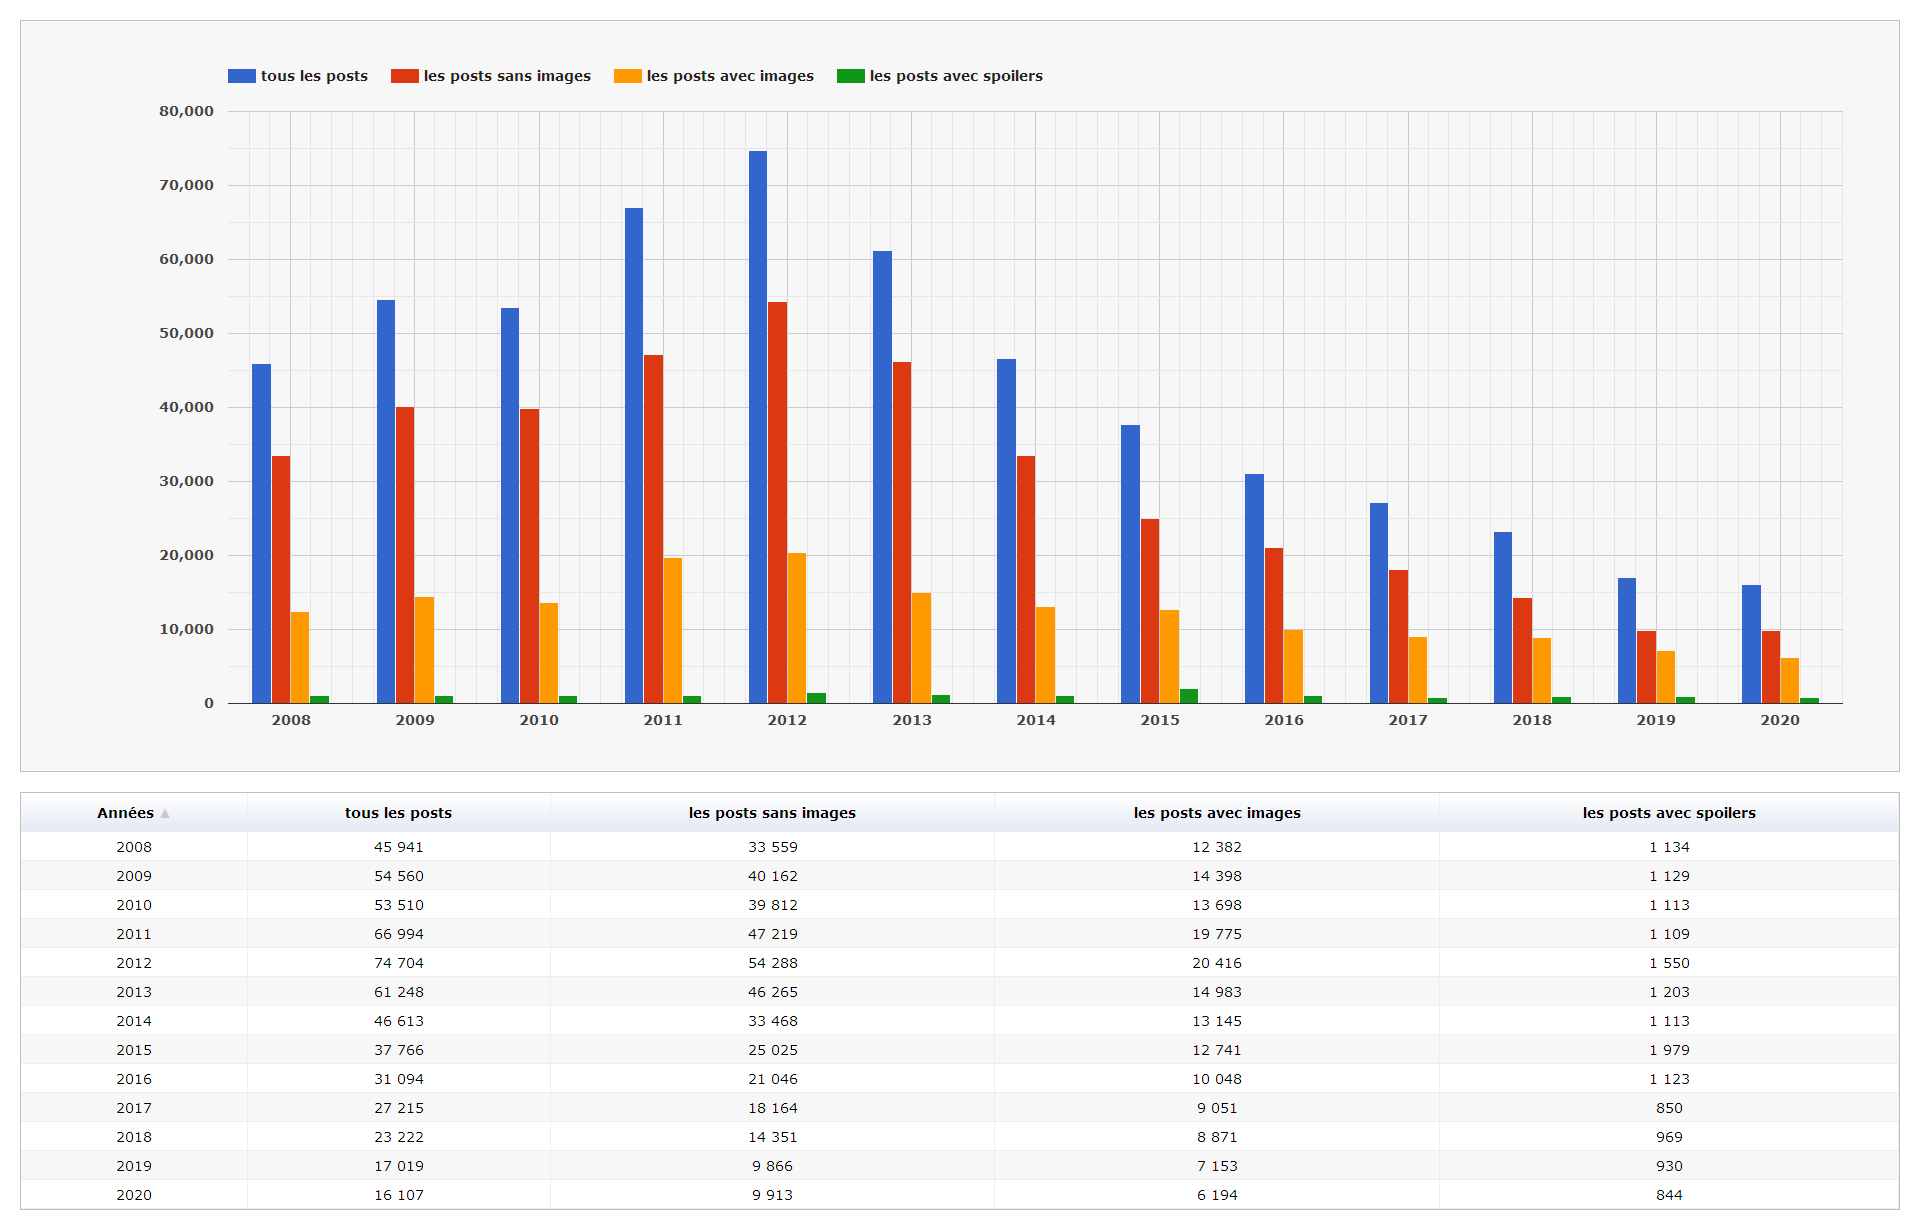 tous les posts les posts sans images les posts avec images les posts avec spoilers
80,000
70,000
60,000
50,000
40,000
30,000
20,000
10,000
0
2008 2009 2010 2011 2012 2013 2014 2015 2016 2017 2018 2019 2020
Années ▲ tous les posts les posts sans images les posts avec images les posts avec spoilers
2008 45 941 33 559 12 382 1 134
2009 54 560 40 162 14 398 1 129
2010 53 510 39 812 13 698 1 113
2011 66 994 47 219 19 775 1 109
2012 74 704 54 288 20 416 1 550
2013 61 248 46 265 14 983 1 203
2014 46 613 33 468 13 145 1 113
2015 37 766 25 025 12 741 1 979
2016 31 094 21 046 10 048 1 123
2017 27 215 18 164 9 051 850
2018 23 222 14 351 8 871 969
2019 17 019 9 866 7 153 930
2020 16 107 9 913 6 194 844